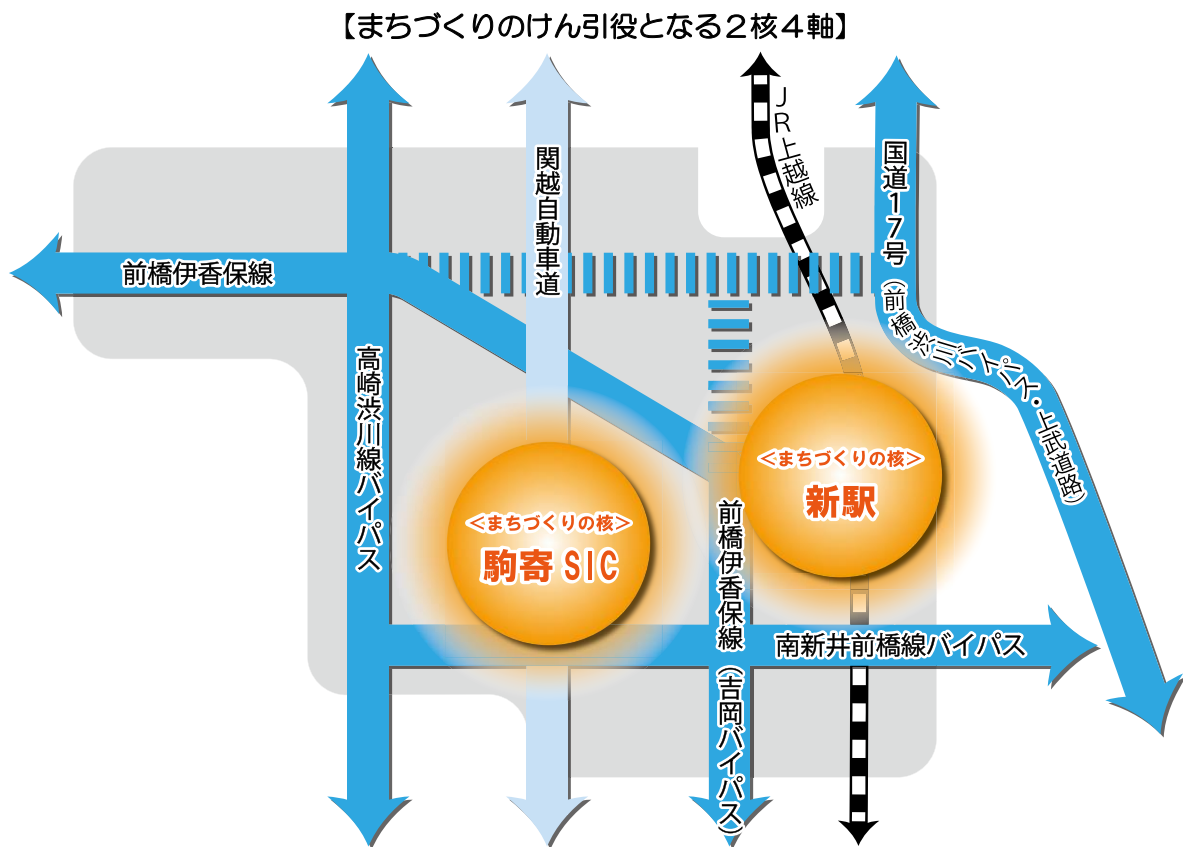 【まちづくりのけん引役となる２核４軸】
ＪＲ上越線
国道１７号（前橋渋川バイパス・上武道路）
関越自動車道
前橋伊香保線
高崎渋川線バイパス
＜まちづくりの核＞
新駅
＜まちづくりの核＞
駒寄 SIC
前橋伊香保線（吉岡バイパス）
南新井前橋線バイパス